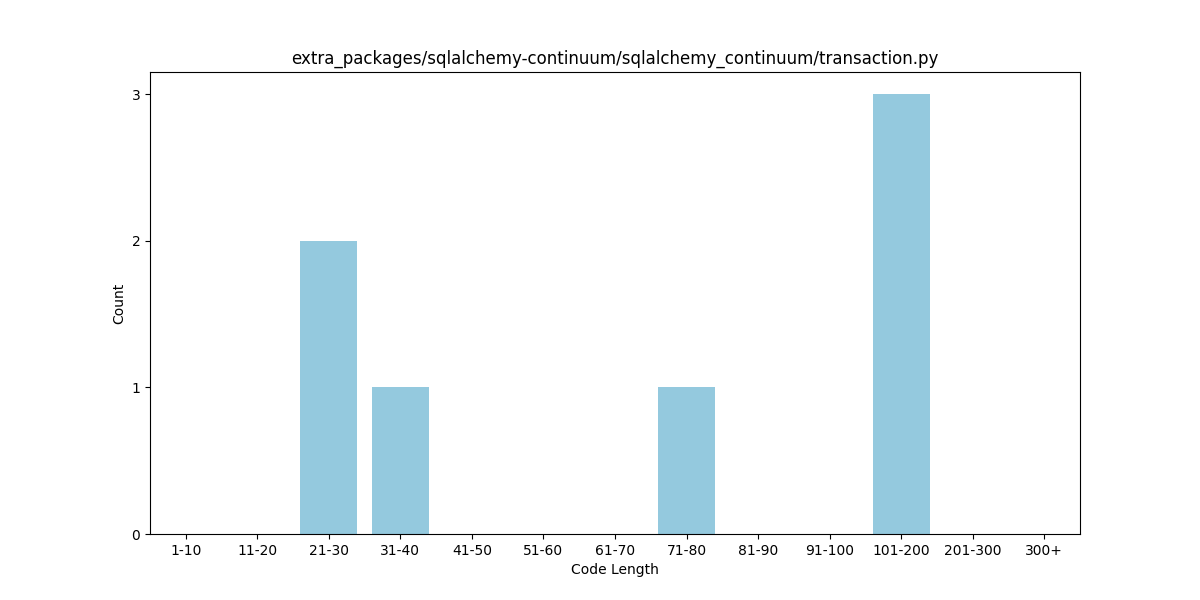 extra_packages/sqlalchemy-continuum/sqlalchemy_continuum/transaction.py
3
2
1
0
Count
1-10 11-20 21-30 31-40 41-50 51-60 61-70 71-80 81-90 91-100 101-200 201-300 300+
Code Length